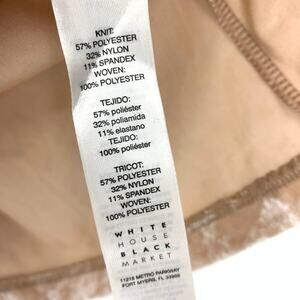 KNIT:
57% POLYESTER
32% NYLON
11% SPANDEX
WOVEN:
100% POLYESTER
TEJIDO:
57% poliéster
32% poliamida
11% elastano
TEJIDO:
100% poliéster
TRICOT:
57% POLYESTER
32% NYLON
11% SPANDEX
WOVEN:
100% POLYESTER
WHITE
HOUSE
BLACK
MARKET
11215 METRO PARKWAY
FORT MYERS, FL 33966